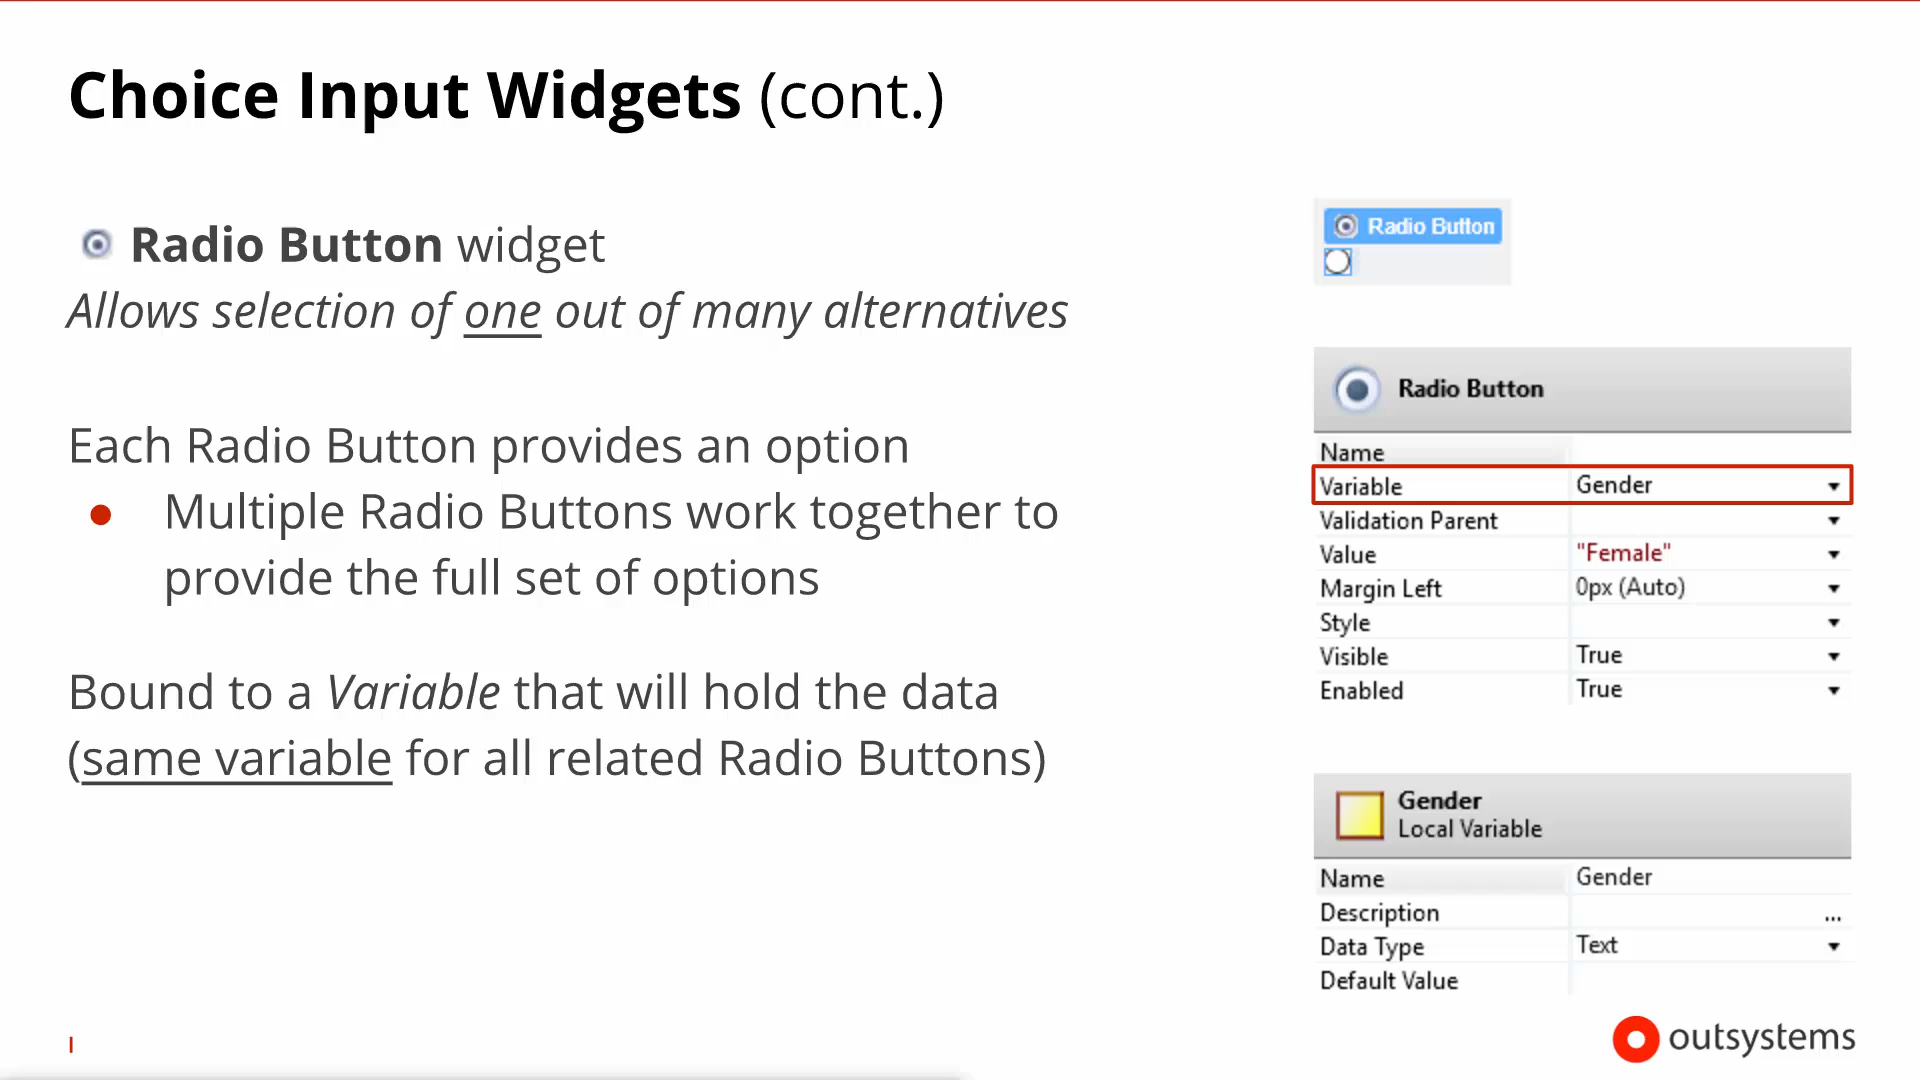 Choice Input Widgets (cont.)
Radio Button widget
Allows selection of one out of many alternatives
Each Radio Button provides an option
● Multiple Radio Buttons work together to
provide the full set of options
Bound to a Variable that will hold the data
(same variable for all related Radio Buttons)
Radio Button
Radio Button
Name
Variable Gender
Validation Parent
Value "Female"
Margin Left 0px (Auto)
Style
Visible True
Enabled True
Gender
Local Variable
Name Gender
Description ...
Data Type Text
Default Value
I
outsystems